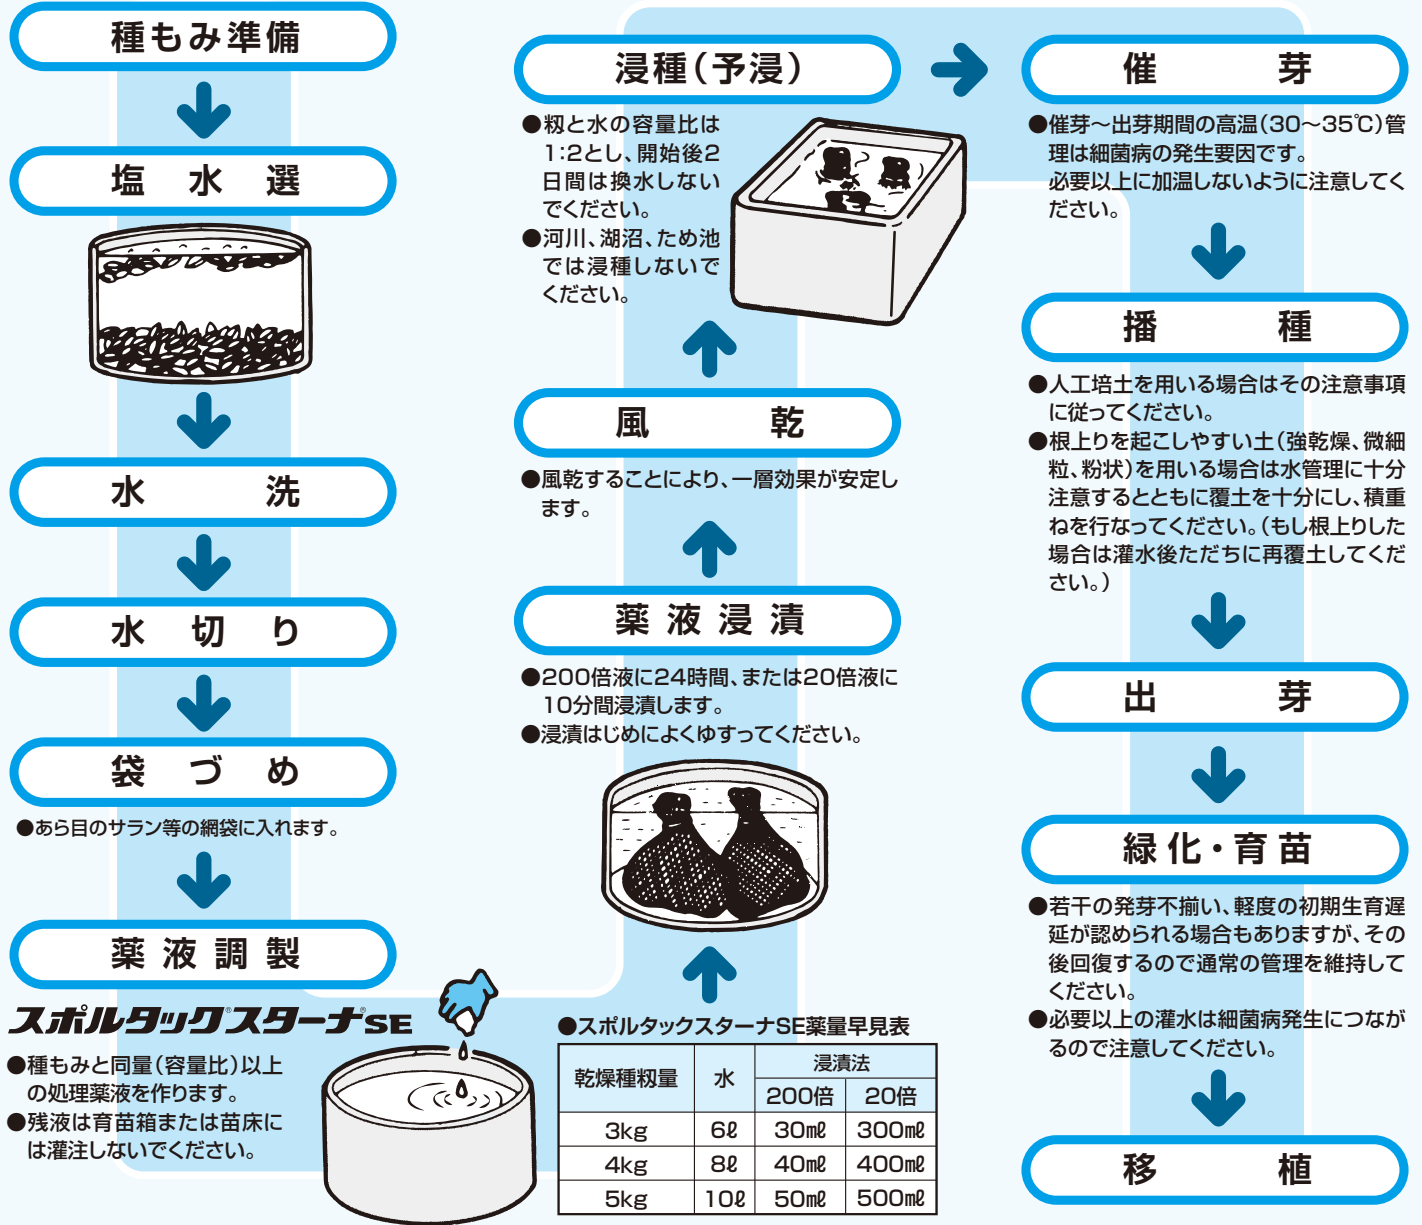 種もみ準備
塩水選
水洗
水切り
袋づめ
●あら目のサラン等の網袋に入れます。
薬液調製
スポルタック®スターナ®SE
●種もみと同量(容量比)以上
の処理薬液を作ります。
●残液は育苗箱または苗床に
は灌注しないでください。
●スポルタックスターナSE薬量早見表
乾燥種籾量 水 浸漬法
200倍 20倍
3kg 6ℓ 30mℓ 300mℓ
4kg 8ℓ 40mℓ 400mℓ
5kg 10ℓ 50mℓ 500mℓ
薬液浸漬
●200倍液に24時間、または20倍液に
10分間浸漬します。
●浸漬はじめによくゆすってください。
風乾
●風乾することにより、一層効果が安定し
ます。
浸種(予浸)
●籾と水の容量比は
1:2とし、開始後2
日間は換水しない
でください。
●河川、湖沼、ため池
では浸種しないで
ください。
催芽
●催芽〜出芽期間の高温(30〜35℃)管
理は細菌病の発生要因です。
必要以上に加温しないように注意してく
ださい。
播種
●人工培土を用いる場合はその注意事項
に従ってください。
●根上りを起こしやすい土(強乾燥、微細
粒、粉状)を用いる場合は水管理に十分
注意するとともに覆土を十分にし、積重
ねを行なってください。(もし根上りした
場合は灌水後ただちに再覆土してくだ
さい。)
出芽
緑化・育苗
●若干の発芽不揃い、軽度の初期生育遅
延が認められる場合もありますが、その
後回復するので通常の管理を維持して
ください。
●必要以上の灌水は細菌病発生につなが
るので注意してください。
移植